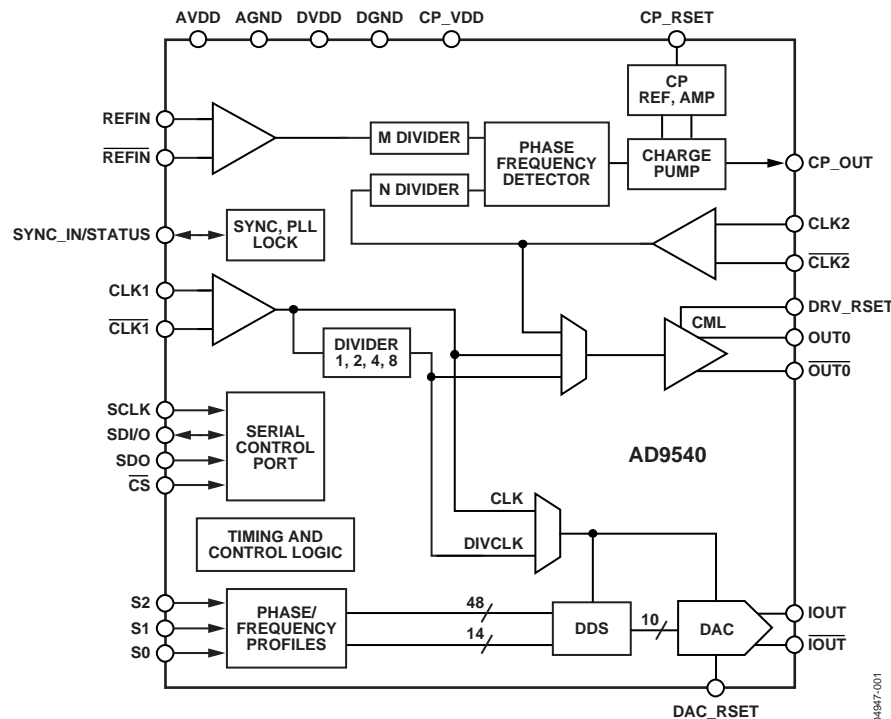 AVDD AGND DVDD DGND CP_VDD CP_RSET
CP
REF, AMP
REFIN
REFIN
M DIVIDER
N DIVIDER
PHASE
FREQUENCY
DETECTOR
CHARGE
PUMP
CP_OUT
SYNC_IN/STATUS
SYNC, PLL
LOCK
CLK2
CLK2
CLK1
CLK1
DIVIDER
1, 2, 4, 8
CML
DRV_RSET
OUT0
OUT0
SCLK
SDI/O
SDO
CS
SERIAL
CONTROL
PORT
AD9540
CLK
DIVCLK
TIMING AND
CONTROL LOGIC
S2
S1
S0
PHASE/
FREQUENCY
PROFILES
48
14
DDS
10
DAC
IOUT
IOUT
DAC_RSET
04947-001